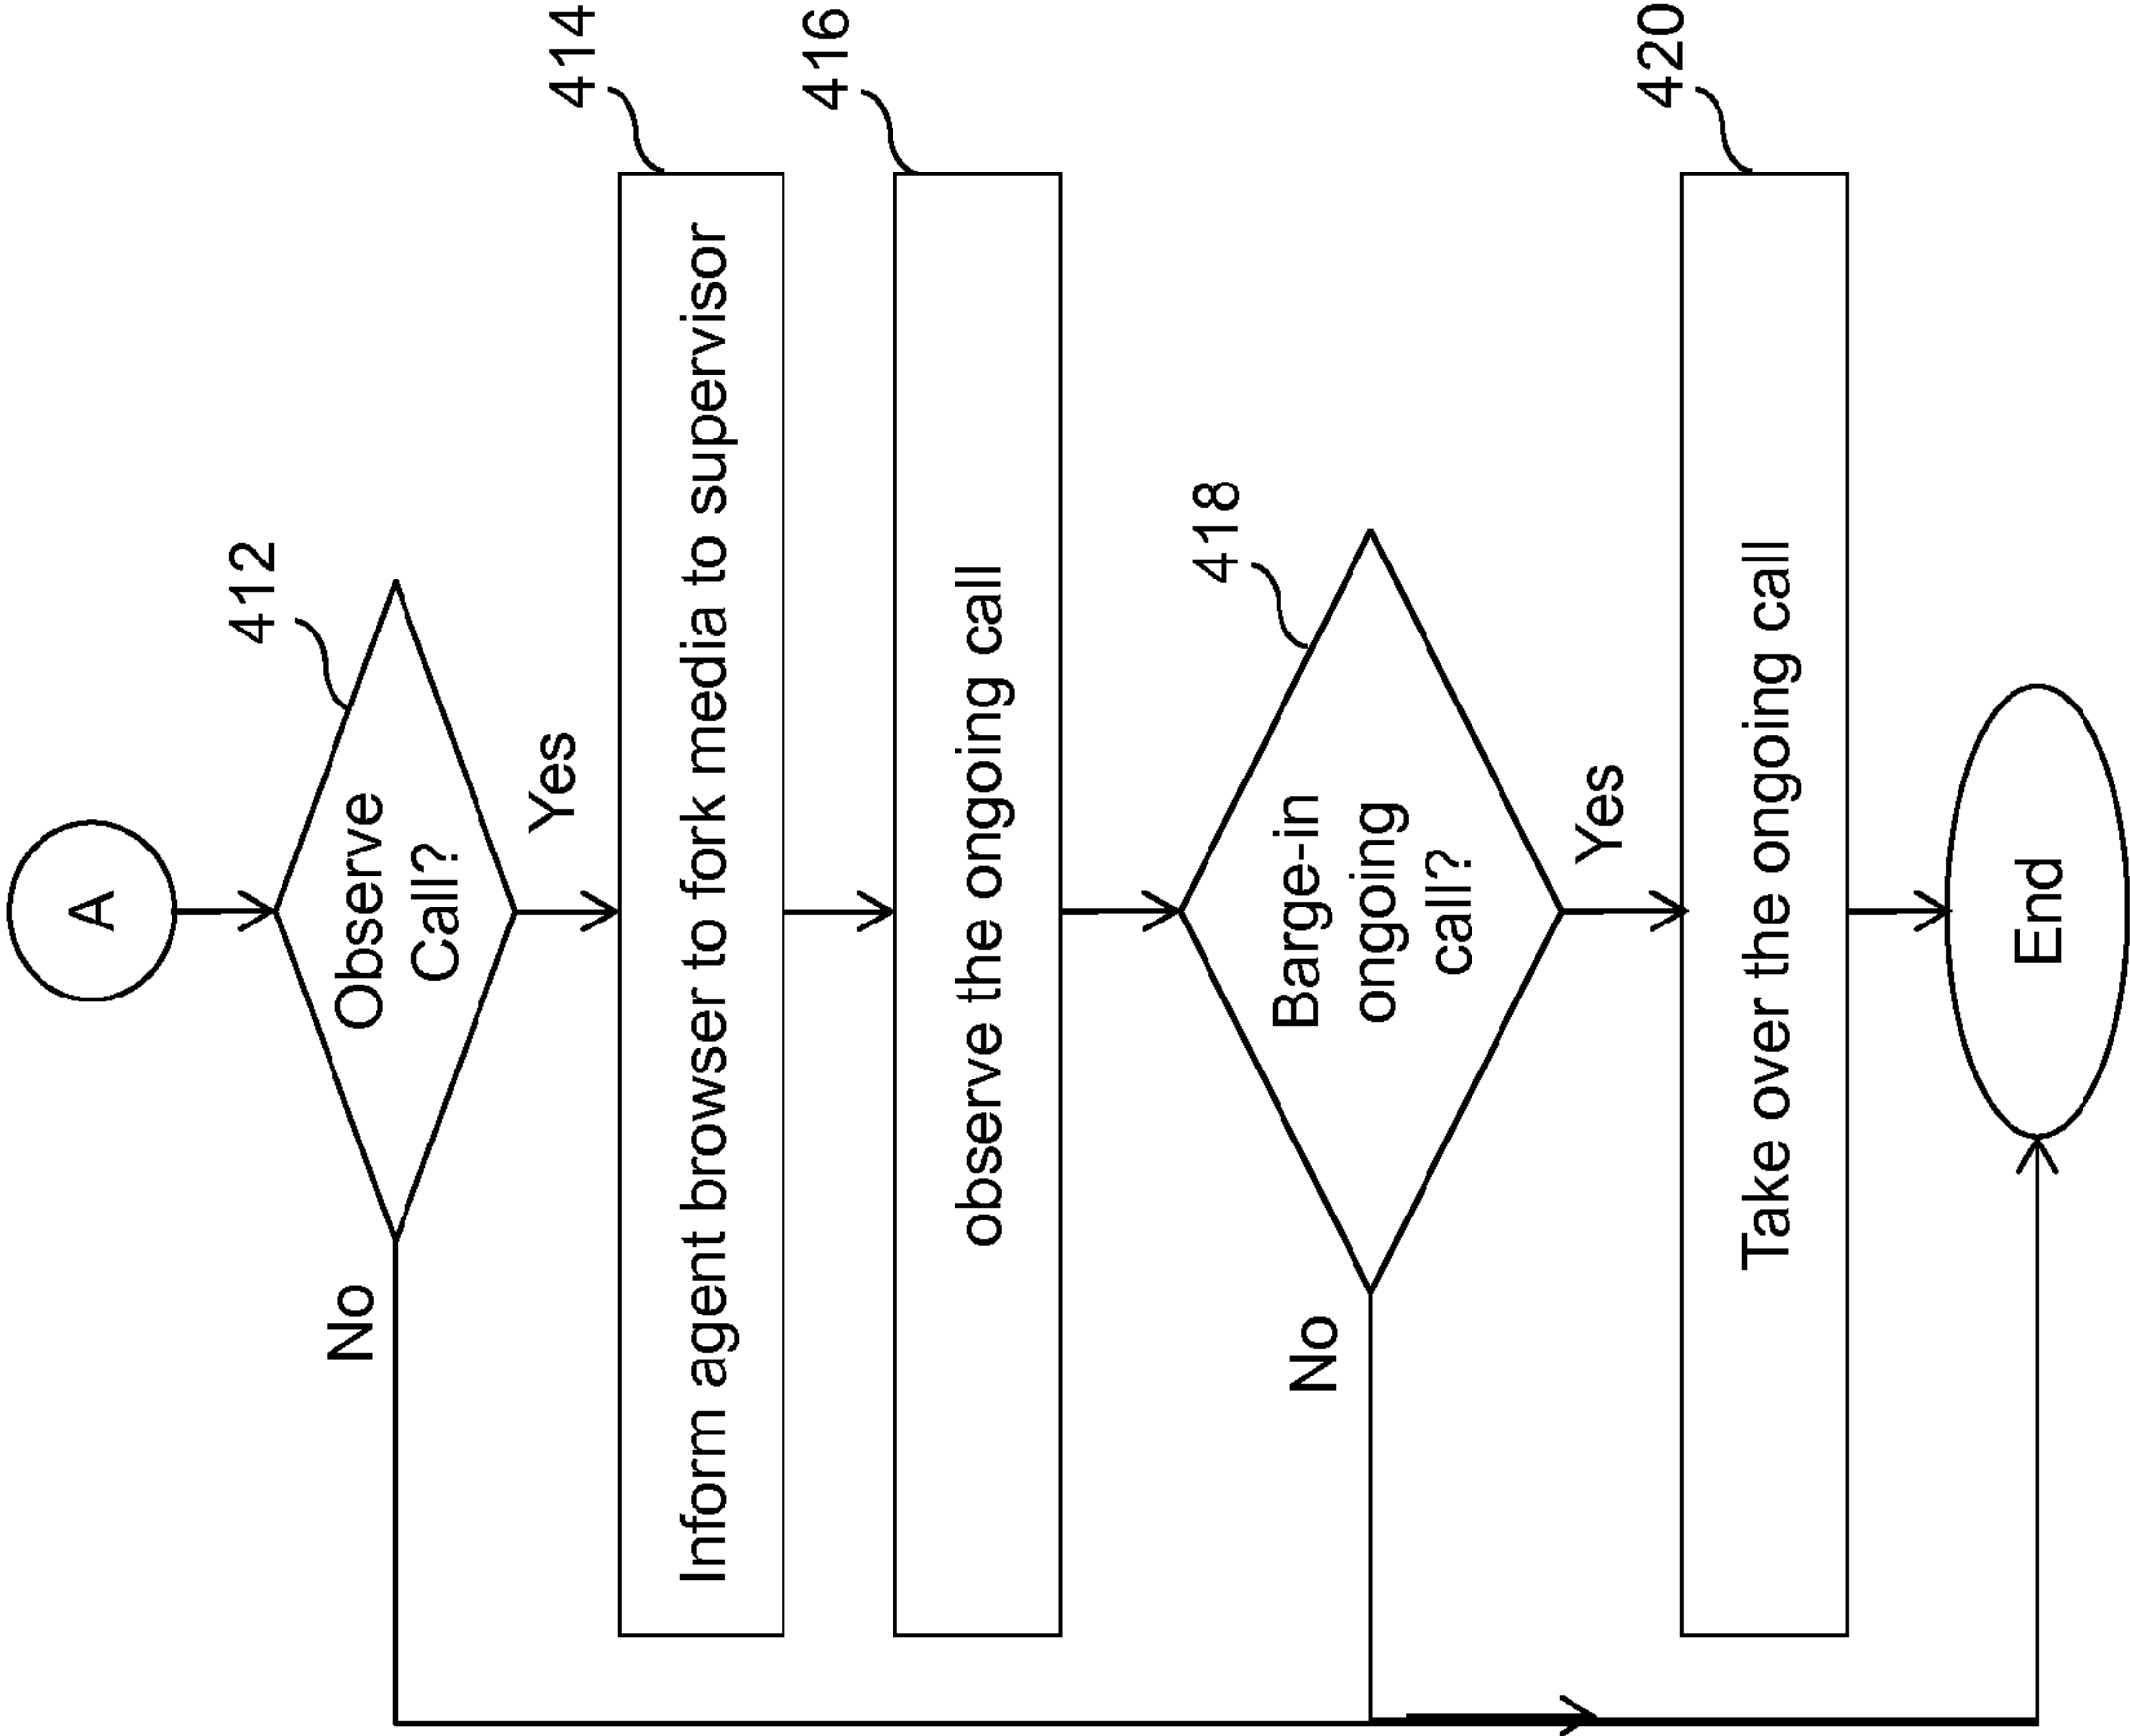 A
412
Observe
Call?
No
Yes
414
Inform agent browser to fork media to supervisor
416
observe the ongoing call
418
Barge-in
ongoing
call?
No
Yes
420
Take over the ongoing call
End